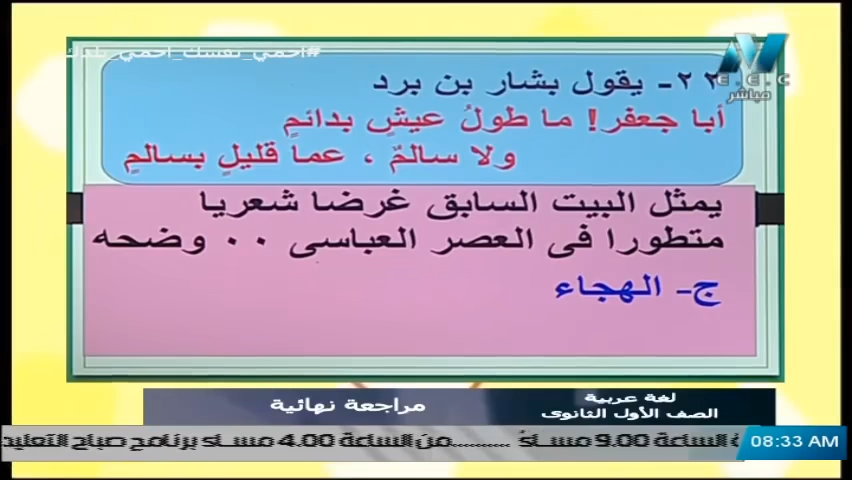 #احمي_نفسك_احمي_بلدك
E.E.C
مباشر
٢٢- يقول بشار بن برد
أبا جعفر! ما طولُ عيشٍ بدائمٍ
ولا سالمٌ ، عما قليلٍ بسالمٍ
يمثل البيت السابق غرضا شعريا
متطورا فى العصر العباسى ٠٠ وضحه
ج- الهجاء
لغة عربية
الصف الأول الثانوى
مراجعة نهائية
الساعة 9.00 مساءً ..........من الساعة 4.00 مساء برنامج صباح
08:33 AM